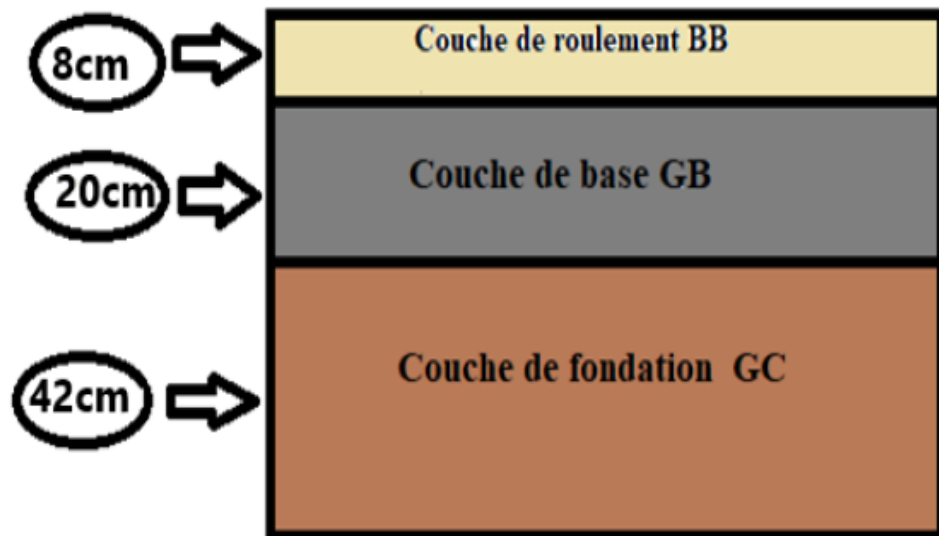 8cm
Couche de roulement BB
20cm
Couche de base GB
42cm
Couche de fondation GC